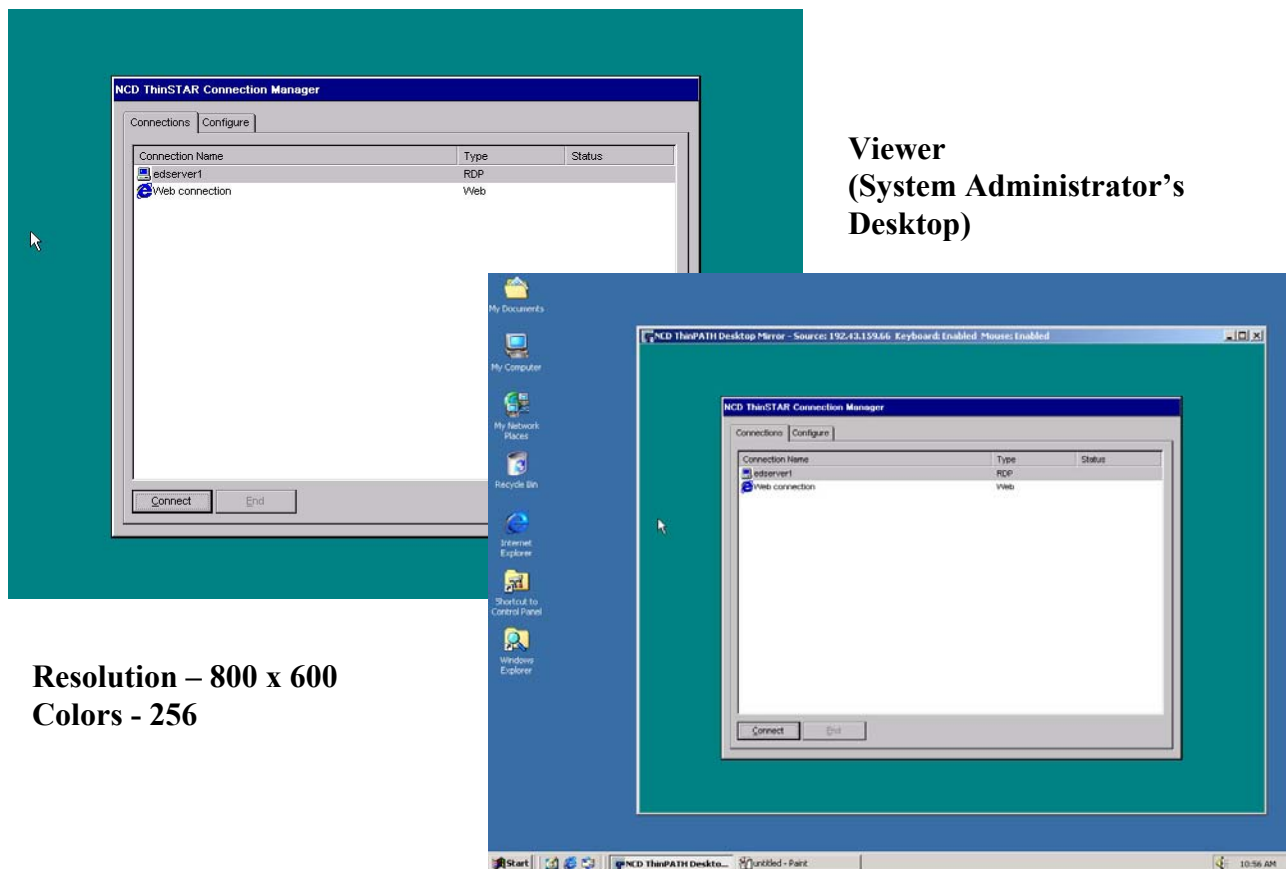 NCD ThinSTAR Connection Manager
Connections Configure
Connection Name Type Status
edserver1 RDP
Web connection Web
Connect End
Viewer
(System Administrator's
Desktop)
My Documents
My Computer
My Network
Places
Recycle Bin
Internet
Explorer
Shortcut to
Control Panel
Windows
Explorer
NCD ThinPATH Desktop Mirror - Source: 192.43.159.66 Keyboard: Enabled Mouse: Enabled
NCD ThinSTAR Connection Manager
Connections Configure
Connection Name Type Status
edserver1 RDP
Web connection Web
Connect End
Start NCD ThinPATH Deskto... untitled - Paint 10:56 AM
Resolution – 800 x 600
Colors - 256